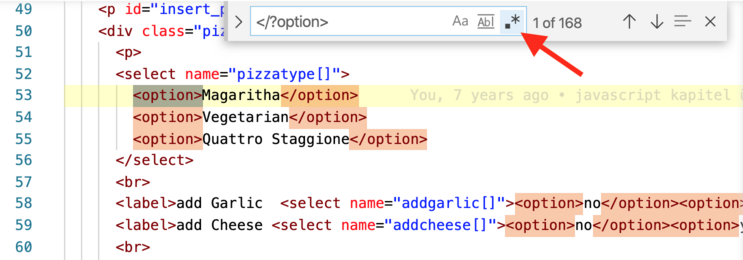 </?option>
Aa Abl .* 1 of 168
49 <p id="insert_p
50 <div class="piz
51 <p>
52 <select name="pizzatype[]">
53 <option>Magaritha</option> You, 7 years ago • javascript kapitel
54 <option>Vegetarian</option>
55 <option>Quattro Staggione</option>
56 </select>
57 <br>
58 <label>add Garlic <select name="addgarlic[]"><option>no</option><option>
59 <label>add Cheese <select name="addcheese[]"><option>no</option><option>y
60 <br>